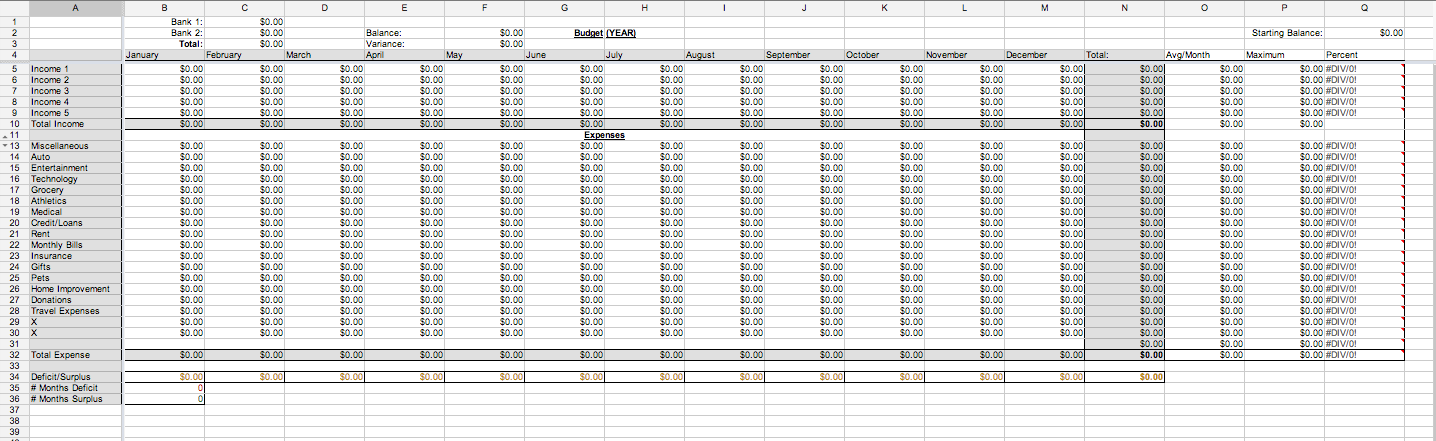 A B C D E F G H I J K L M N O P Q
1 Bank 1: $0.00
2 Bank 2: $0.00 Balance: $0.00 Budget (YEAR) Starting Balance: $0.00
3 Total: $0.00 Variance: $0.00
4 January February March April May June July August September October November December Total: Avg/Month Maximum Percent
5 Income 1 $0.00 $0.00 $0.00 $0.00 $0.00 $0.00 $0.00 $0.00 $0.00 $0.00 $0.00 $0.00 $0.00 $0.00 $0.00 #DIV/0!
6 Income 2 $0.00 $0.00 $0.00 $0.00 $0.00 $0.00 $0.00 $0.00 $0.00 $0.00 $0.00 $0.00 $0.00 $0.00 $0.00 #DIV/0!
7 Income 3 $0.00 $0.00 $0.00 $0.00 $0.00 $0.00 $0.00 $0.00 $0.00 $0.00 $0.00 $0.00 $0.00 $0.00 $0.00 #DIV/0!
8 Income 4 $0.00 $0.00 $0.00 $0.00 $0.00 $0.00 $0.00 $0.00 $0.00 $0.00 $0.00 $0.00 $0.00 $0.00 $0.00 #DIV/0!
9 Income 5 $0.00 $0.00 $0.00 $0.00 $0.00 $0.00 $0.00 $0.00 $0.00 $0.00 $0.00 $0.00 $0.00 $0.00 $0.00 #DIV/0!
10 Total Income $0.00 $0.00 $0.00 $0.00 $0.00 $0.00 $0.00 $0.00 $0.00 $0.00 $0.00 $0.00 $0.00 $0.00 $0.00
11 Expenses
13 Miscellaneous $0.00 $0.00 $0.00 $0.00 $0.00 $0.00 $0.00 $0.00 $0.00 $0.00 $0.00 $0.00 $0.00 $0.00 $0.00 #DIV/0!
14 Auto $0.00 $0.00 $0.00 $0.00 $0.00 $0.00 $0.00 $0.00 $0.00 $0.00 $0.00 $0.00 $0.00 $0.00 $0.00 #DIV/0!
15 Entertainment $0.00 $0.00 $0.00 $0.00 $0.00 $0.00 $0.00 $0.00 $0.00 $0.00 $0.00 $0.00 $0.00 $0.00 $0.00 #DIV/0!
16 Technology $0.00 $0.00 $0.00 $0.00 $0.00 $0.00 $0.00 $0.00 $0.00 $0.00 $0.00 $0.00 $0.00 $0.00 $0.00 #DIV/0!
17 Grocery $0.00 $0.00 $0.00 $0.00 $0.00 $0.00 $0.00 $0.00 $0.00 $0.00 $0.00 $0.00 $0.00 $0.00 $0.00 #DIV/0!
18 Athletics $0.00 $0.00 $0.00 $0.00 $0.00 $0.00 $0.00 $0.00 $0.00 $0.00 $0.00 $0.00 $0.00 $0.00 $0.00 #DIV/0!
19 Medical $0.00 $0.00 $0.00 $0.00 $0.00 $0.00 $0.00 $0.00 $0.00 $0.00 $0.00 $0.00 $0.00 $0.00 $0.00 #DIV/0!
20 Credit/Loans $0.00 $0.00 $0.00 $0.00 $0.00 $0.00 $0.00 $0.00 $0.00 $0.00 $0.00 $0.00 $0.00 $0.00 $0.00 #DIV/0!
21 Rent $0.00 $0.00 $0.00 $0.00 $0.00 $0.00 $0.00 $0.00 $0.00 $0.00 $0.00 $0.00 $0.00 $0.00 $0.00 #DIV/0!
22 Monthly Bills $0.00 $0.00 $0.00 $0.00 $0.00 $0.00 $0.00 $0.00 $0.00 $0.00 $0.00 $0.00 $0.00 $0.00 $0.00 #DIV/0!
23 Insurance $0.00 $0.00 $0.00 $0.00 $0.00 $0.00 $0.00 $0.00 $0.00 $0.00 $0.00 $0.00 $0.00 $0.00 $0.00 #DIV/0!
24 Gifts $0.00 $0.00 $0.00 $0.00 $0.00 $0.00 $0.00 $0.00 $0.00 $0.00 $0.00 $0.00 $0.00 $0.00 $0.00 #DIV/0!
25 Pets $0.00 $0.00 $0.00 $0.00 $0.00 $0.00 $0.00 $0.00 $0.00 $0.00 $0.00 $0.00 $0.00 $0.00 $0.00 #DIV/0!
26 Home Improvement $0.00 $0.00 $0.00 $0.00 $0.00 $0.00 $0.00 $0.00 $0.00 $0.00 $0.00 $0.00 $0.00 $0.00 $0.00 #DIV/0!
27 Donations $0.00 $0.00 $0.00 $0.00 $0.00 $0.00 $0.00 $0.00 $0.00 $0.00 $0.00 $0.00 $0.00 $0.00 $0.00 #DIV/0!
28 Travel Expenses $0.00 $0.00 $0.00 $0.00 $0.00 $0.00 $0.00 $0.00 $0.00 $0.00 $0.00 $0.00 $0.00 $0.00 $0.00 #DIV/0!
29 X $0.00 $0.00 $0.00 $0.00 $0.00 $0.00 $0.00 $0.00 $0.00 $0.00 $0.00 $0.00 $0.00 $0.00 $0.00 #DIV/0!
30 X $0.00 $0.00 $0.00 $0.00 $0.00 $0.00 $0.00 $0.00 $0.00 $0.00 $0.00 $0.00 $0.00 $0.00 $0.00 #DIV/0!
31 $0.00 $0.00 $0.00 #DIV/0!
32 Total Expense $0.00 $0.00 $0.00 $0.00 $0.00 $0.00 $0.00 $0.00 $0.00 $0.00 $0.00 $0.00 $0.00 $0.00 $0.00 #DIV/0!
33
34 Deficit/Surplus $0.00 $0.00 $0.00 $0.00 $0.00 $0.00 $0.00 $0.00 $0.00 $0.00 $0.00 $0.00 $0.00
35 # Months Deficit 0
36 # Months Surplus 0
37
38
39